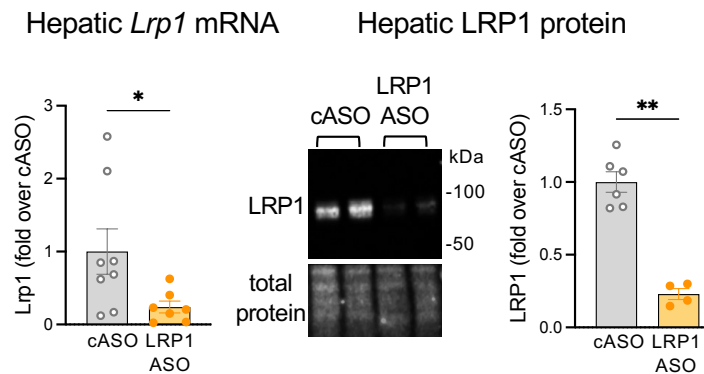 Hepatic Lrp1 mRNA
Hepatic LRP1 protein
Lrp1 (fold over cASO)
3
2
1
0
*
cASO
LRP1
ASO
cASO
LRP1
ASO
kDa
LRP1
-100
-50
total
protein
LRP1 (fold over cASO)
1.5
1.0
0.5
0.0
**
cASO
LRP1
ASO